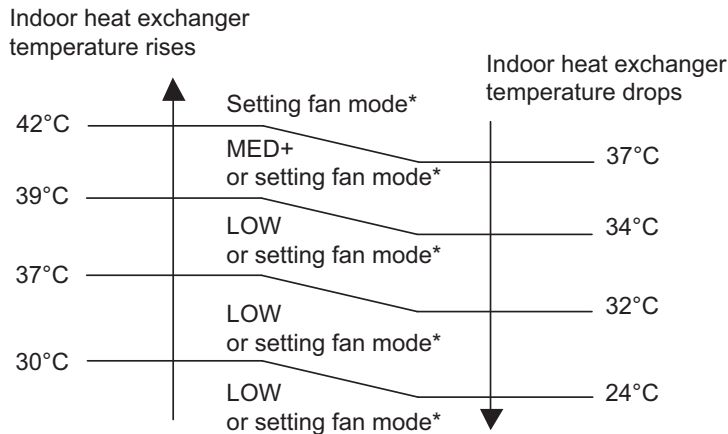 Indoor heat exchanger
temperature rises
Indoor heat exchanger
temperature drops
Setting fan mode*
42°C
MED+
or setting fan mode*
37°C
39°C
LOW
or setting fan mode*
34°C
37°C
LOW
or setting fan mode*
32°C
30°C
LOW
or setting fan mode*
24°C